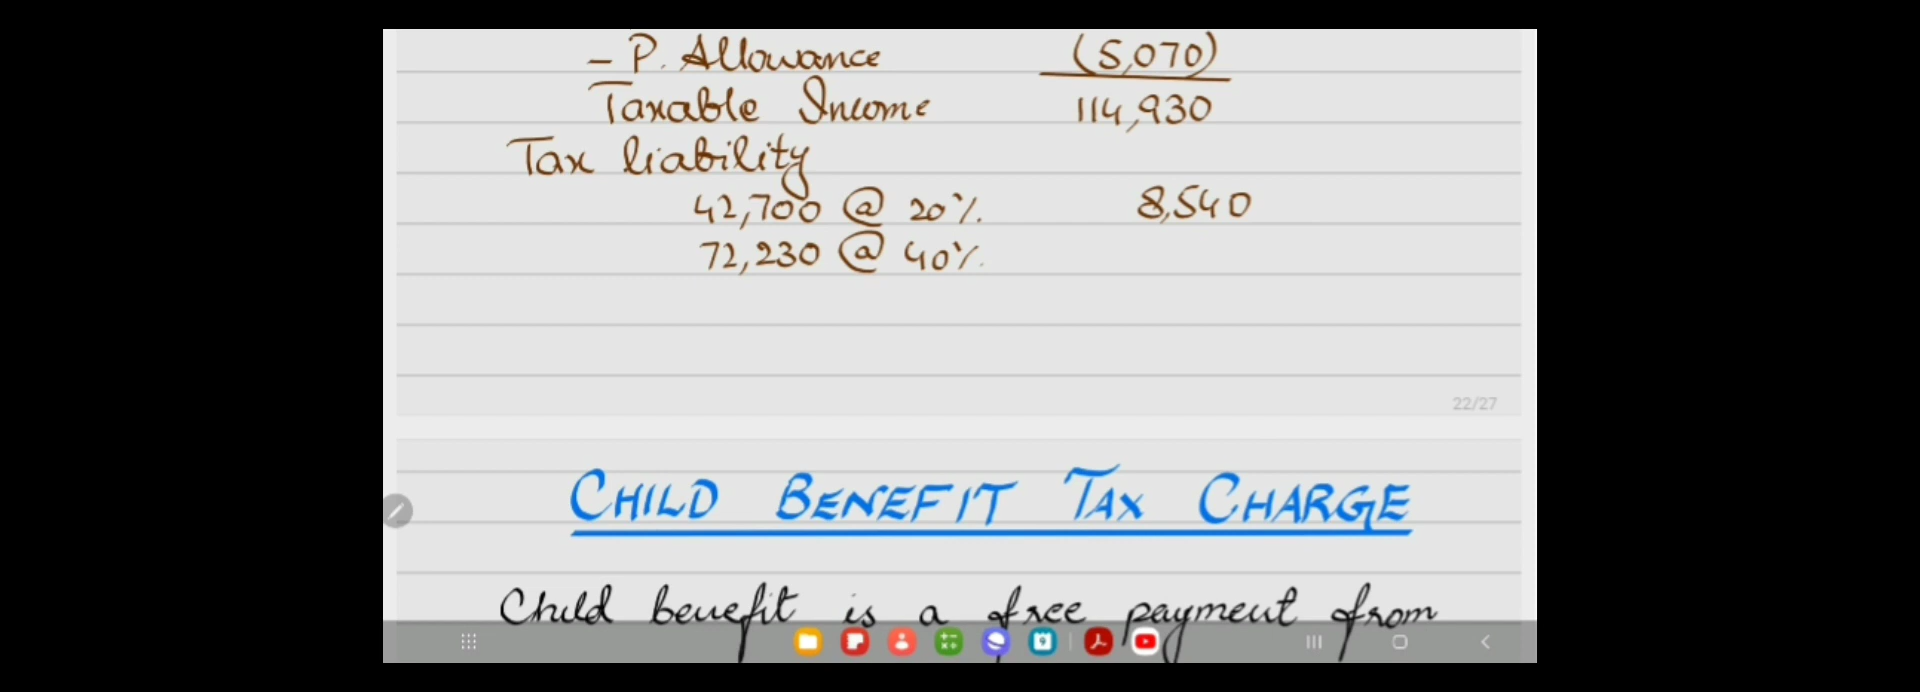 - P. Allowance (5,070)
Taxable Income 114,930
Tax liability
42,700 @ 20% 8,540
72,230 @ 40%
22/27
CHILD BENEFIT TAX CHARGE
Child benefit is a free payment from